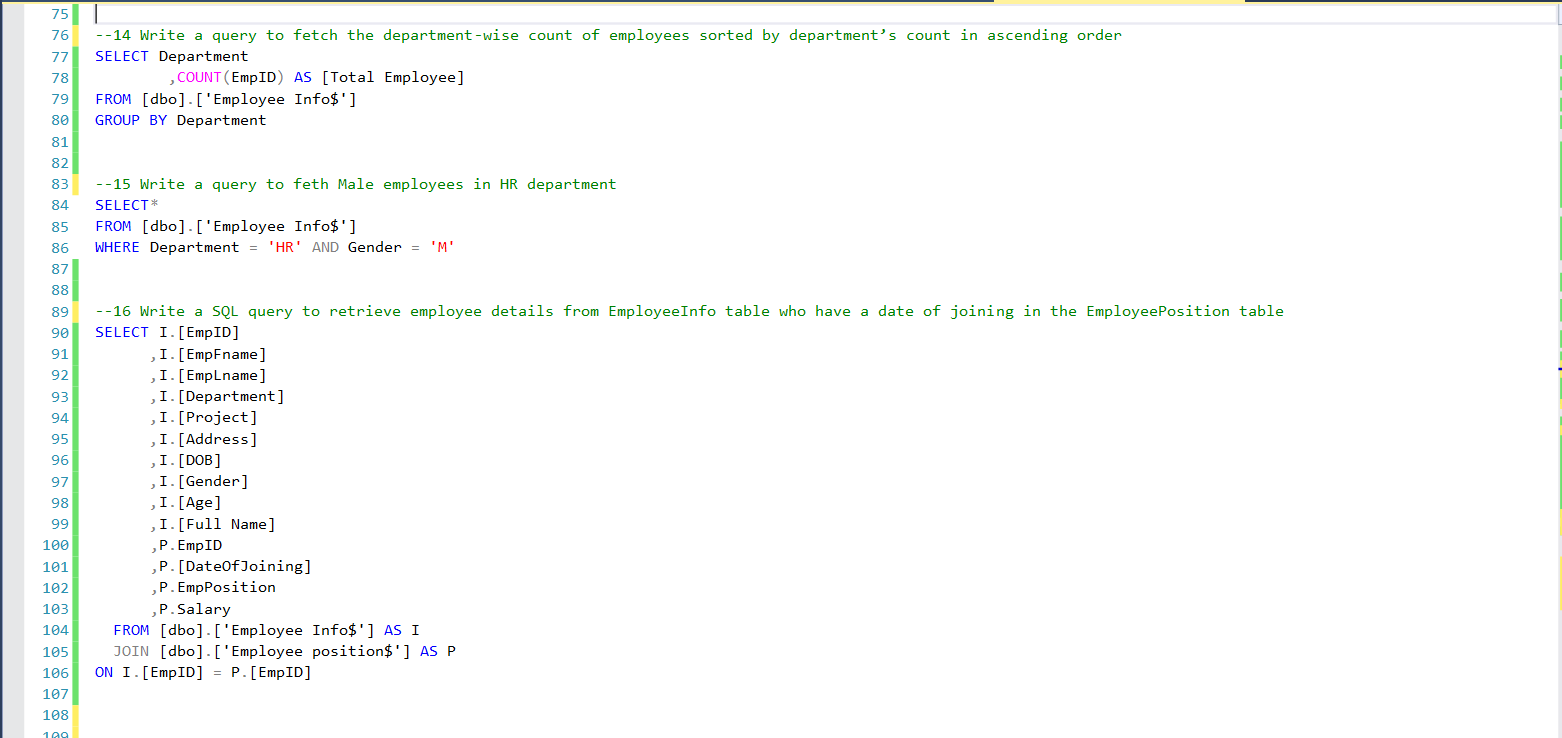 75
76 --14 Write a query to fetch the department-wise count of employees sorted by department’s count in ascending order
77 SELECT Department
78 ,COUNT(EmpID) AS [Total Employee]
79 FROM [dbo].['Employee Info$']
80 GROUP BY Department
81
82
83 --15 Write a query to feth Male employees in HR department
84 SELECT*
85 FROM [dbo].['Employee Info$']
86 WHERE Department = 'HR' AND Gender = 'M'
87
88
89 --16 Write a SQL query to retrieve employee details from EmployeeInfo table who have a date of joining in the EmployeePosition table
90 SELECT I.[EmpID]
91 ,I.[EmpFname]
92 ,I.[EmpLname]
93 ,I.[Department]
94 ,I.[Project]
95 ,I.[Address]
96 ,I.[DOB]
97 ,I.[Gender]
98 ,I.[Age]
99 ,I.[Full Name]
100 ,P.EmpID
101 ,P.[DateOfJoining]
102 ,P.EmpPosition
103 ,P.Salary
104 FROM [dbo].['Employee Info$'] AS I
105 JOIN [dbo].['Employee position$'] AS P
106 ON I.[EmpID] = P.[EmpID]
107
108
109